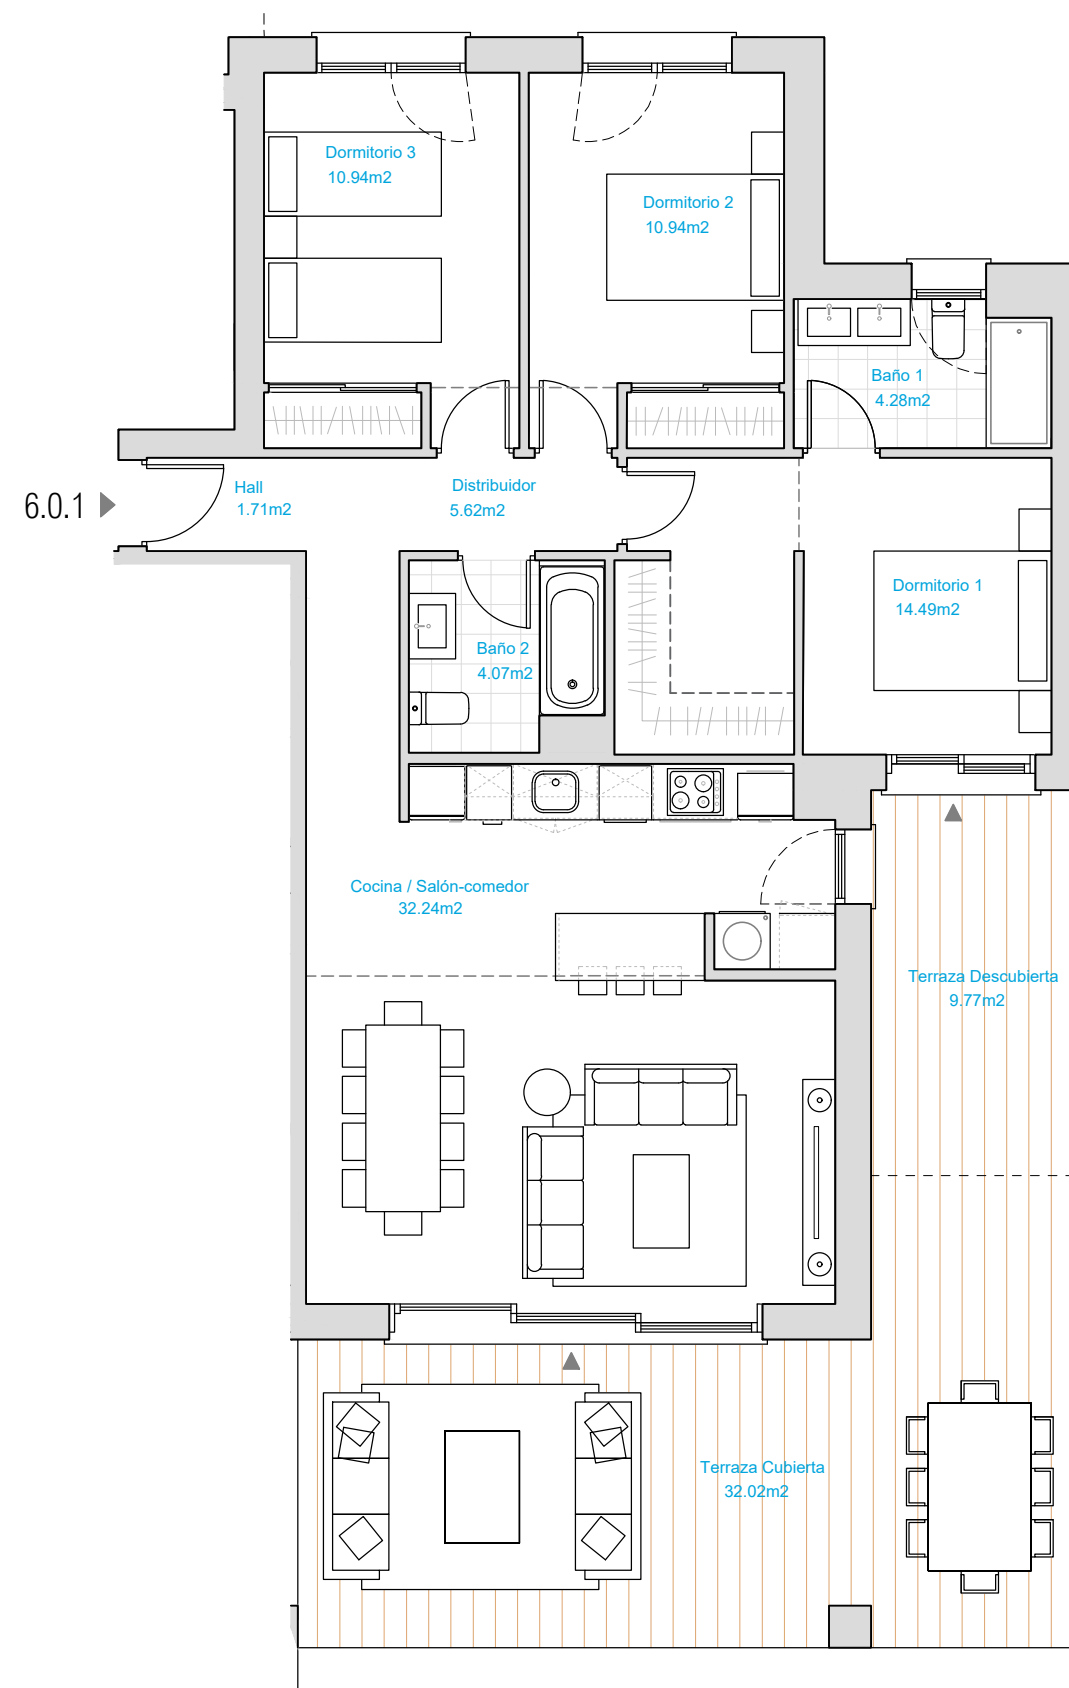 Dormitorio 3
10.94m2
Dormitorio 2
10.94m2
Baño 1
4.28m2
6.0.1
Hall
1.71m2
Distribuidor
5.62m2
Dormitorio 1
14.49m2
Baño 2
4.07m2
Cocina / Salón-comedor
32.24m2
Terraza Descubierta
9.77m2
Terraza Cubierta
32.02m2